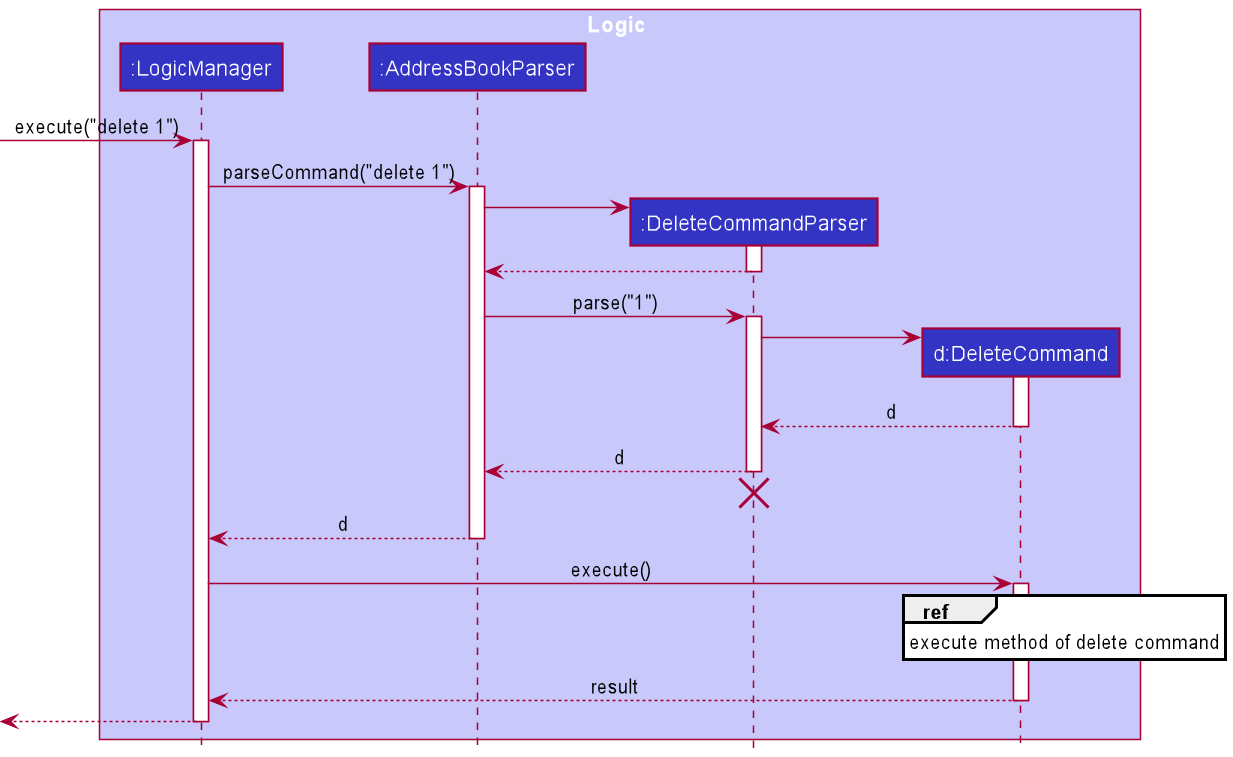 Logic
:LogicManager
:AddressBookParser
execute("delete 1")
parseCommand("delete 1")
:DeleteCommandParser
parse("1")
d:DeleteCommand
d
d
d
execute()
ref
execute method of delete command
result